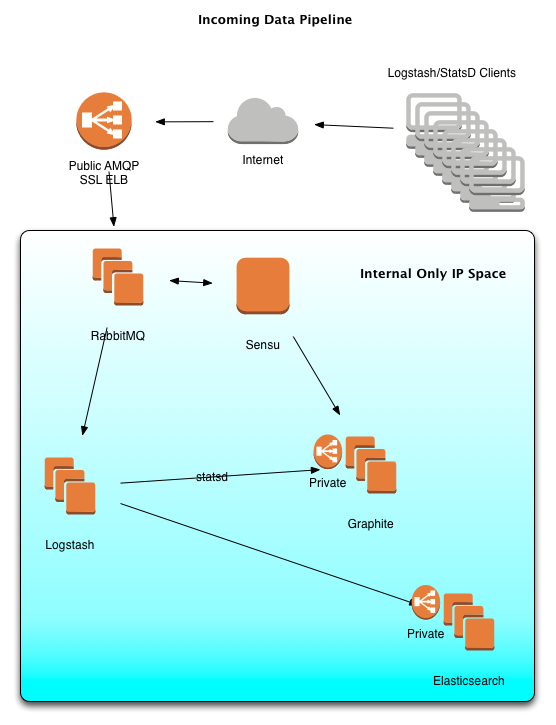 Incoming Data Pipeline
Logstash/StatsD Clients
Public AMQP
SSL ELB
Internet
Internal Only IP Space
RabbitMQ
Sensu
statsd
Private
Graphite
Logstash
Private
Elasticsearch